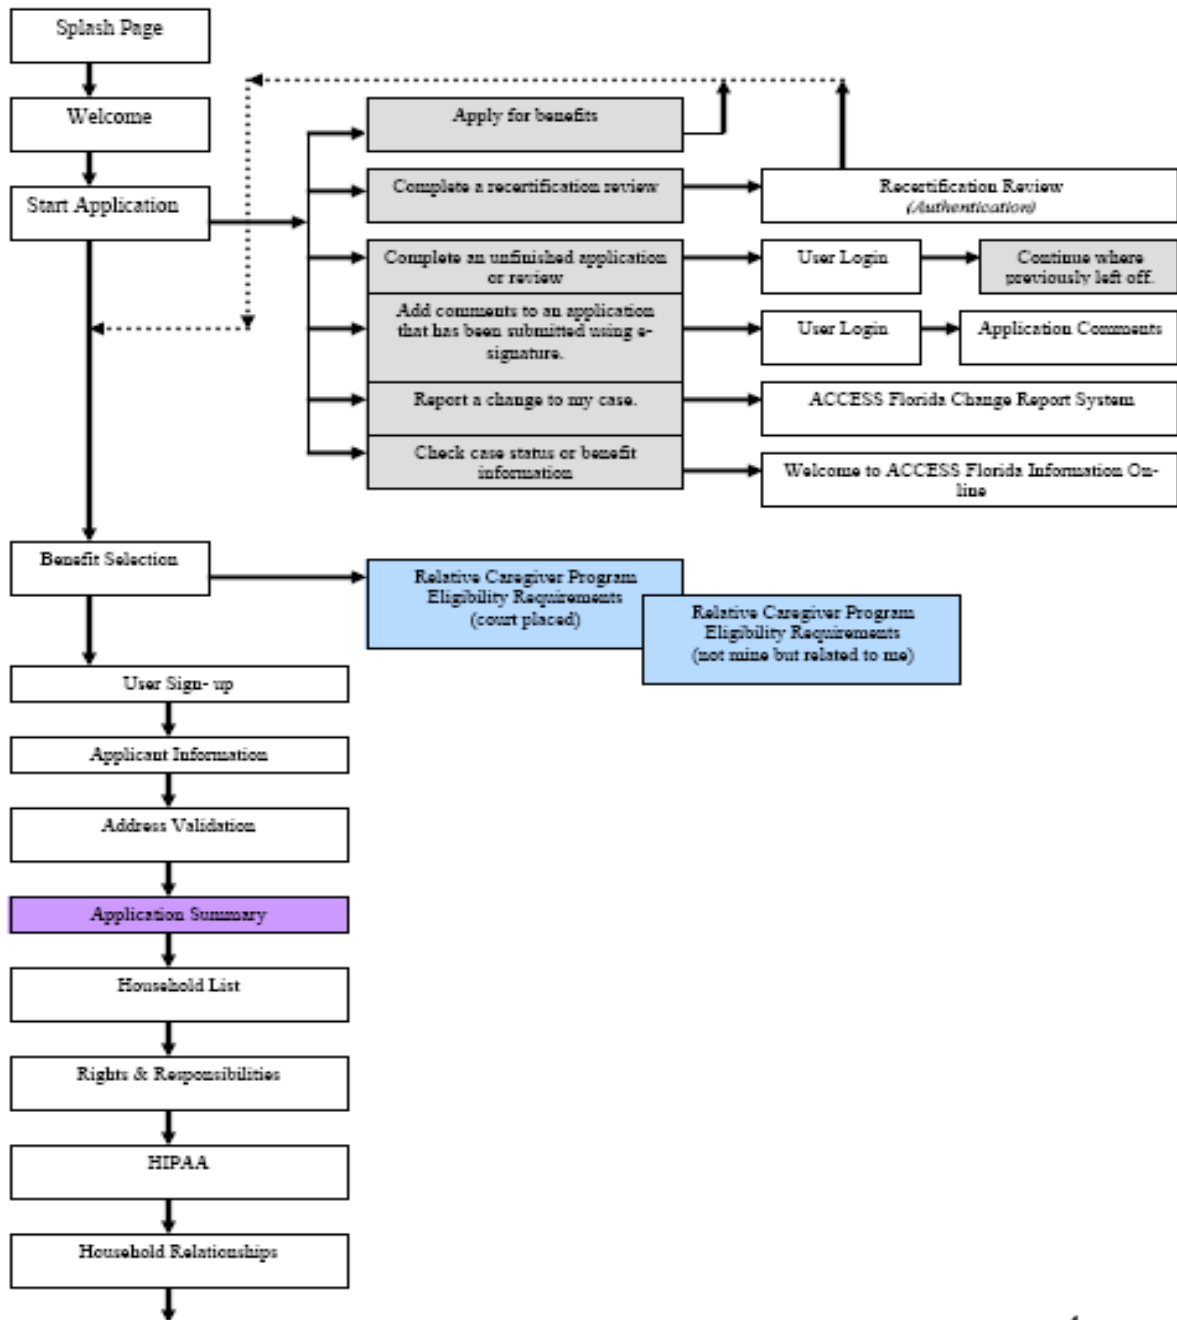 Splash Page
Welcome
Start Application
Apply for benefits
Complete a recertification review
Recertification Review
(Authentication)
Complete an unfinished application
or review
User Login
Continue where
previously left off.
Add comments to an application
that has been submitted using e-
signature.
User Login
Application Comments
Report a change to my case.
ACCESS Florida Change Report System
Check case status or benefit
information
Welcome to ACCESS Florida Information On-
line
Benefit Selection
Relative Caregiver Program
Eligibility Requirements
(court placed)
Relative Caregiver Program
Eligibility Requirements
(not mine but related to me)
User Sign- up
Applicant Information
Address Validation
Application Summary
Household List
Rights & Responsibilities
HIPAA
Household Relationships